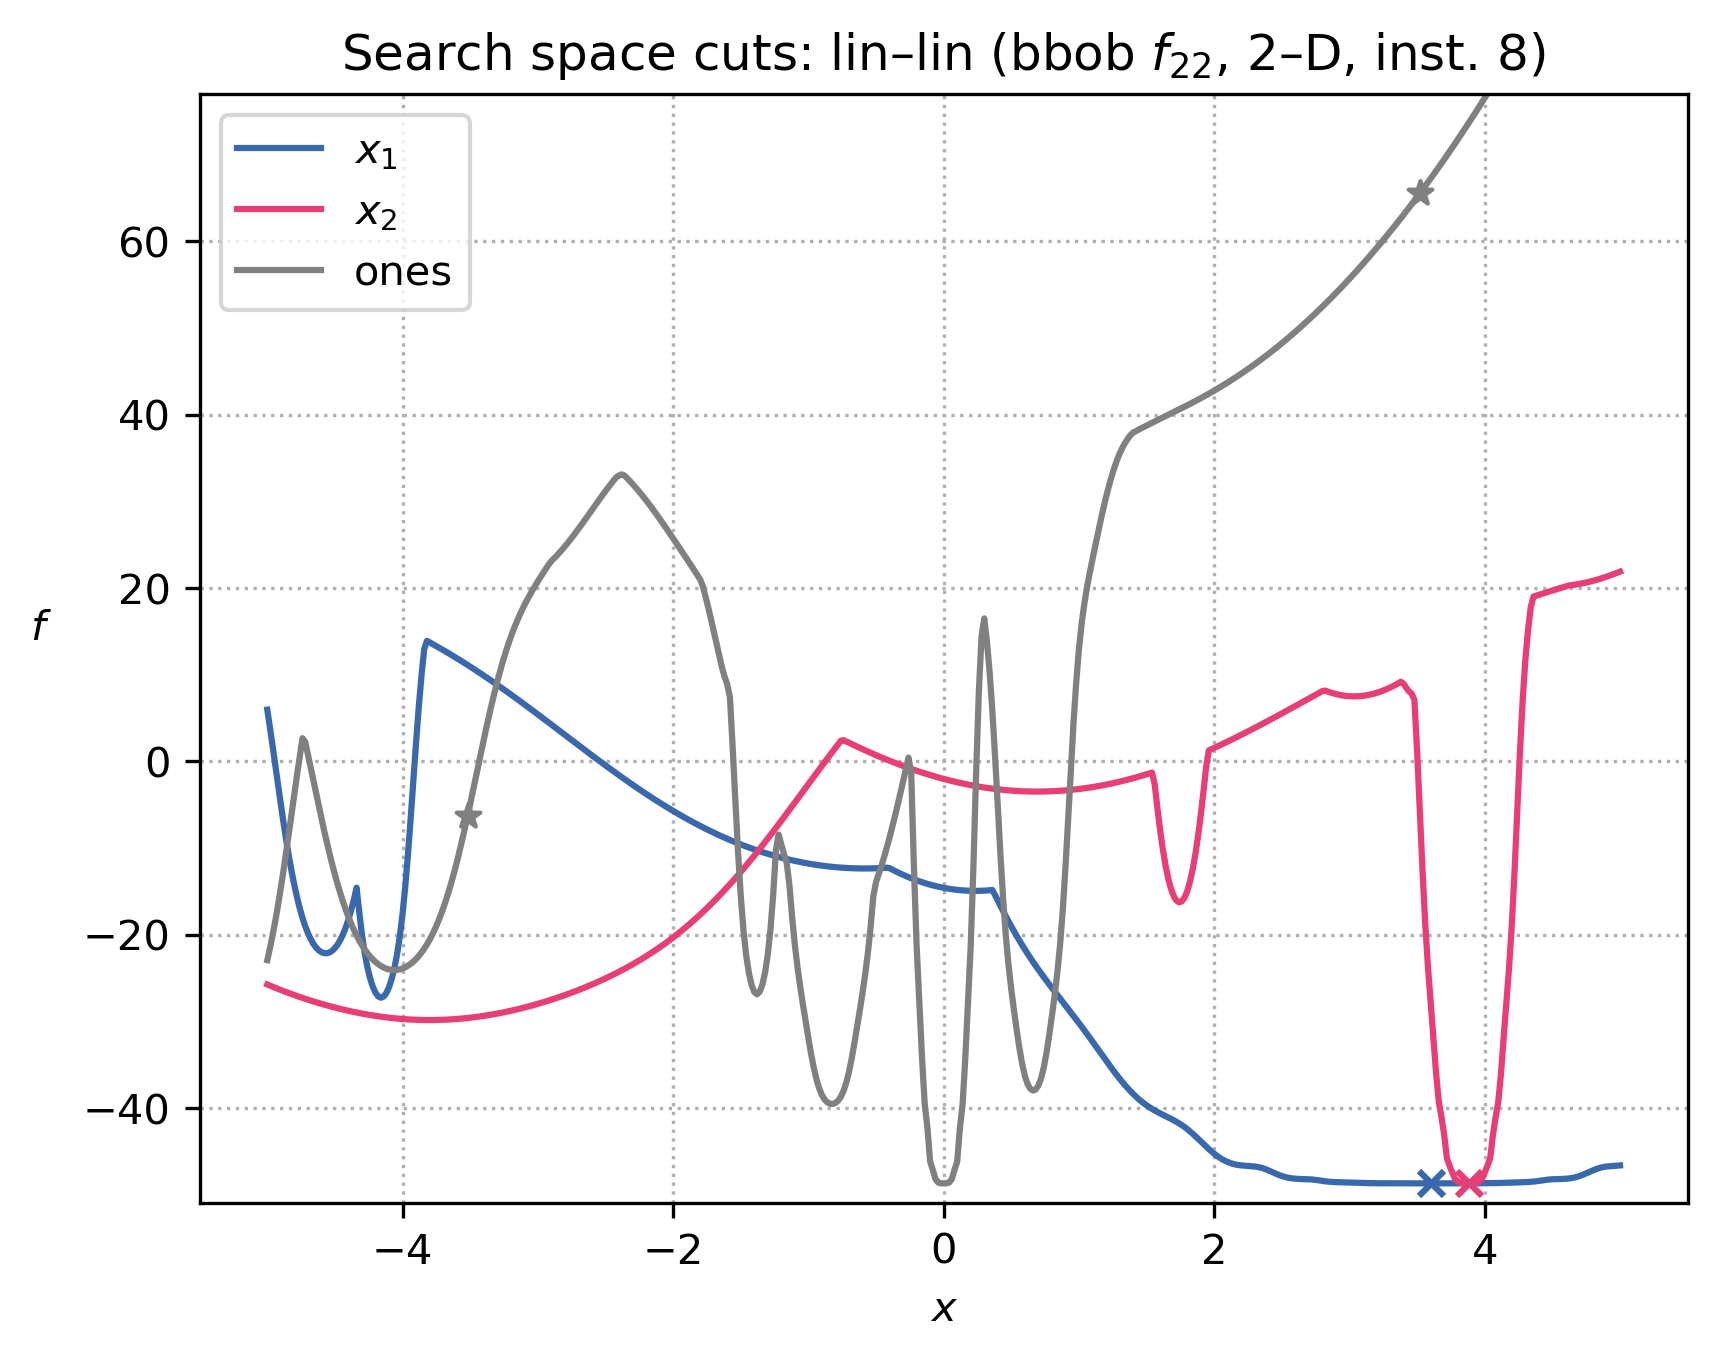 Search space cuts: lin–lin (bbob f₂₂, 2–D, inst. 8)
x₁
x₂
ones
60
40
20
0
−20
−40
f
−4
−2
0
2
4
x